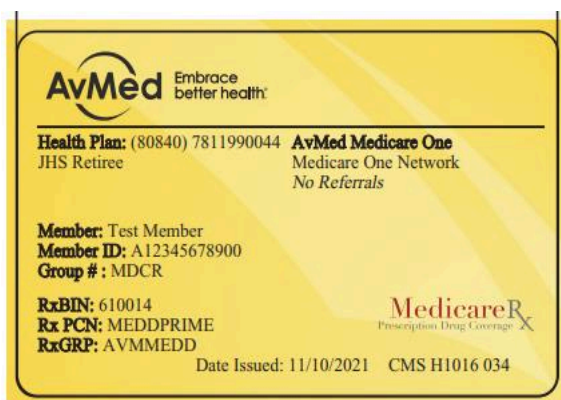 AvMed
Embrace
better health®
Health Plan: (80840) 7811990044
JHS Retiree
AvMed Medicare One
Medicare One Network
No Referrals
Member: Test Member
Member ID: A12345678900
Group # : MDCR
RxBIN: 610014
Rx PCN: MEDDPRIME
RxGRP: AVMMEDD
MedicareRx
Prescription Drug Coverage
Date Issued: 11/10/2021 CMS H1016 034